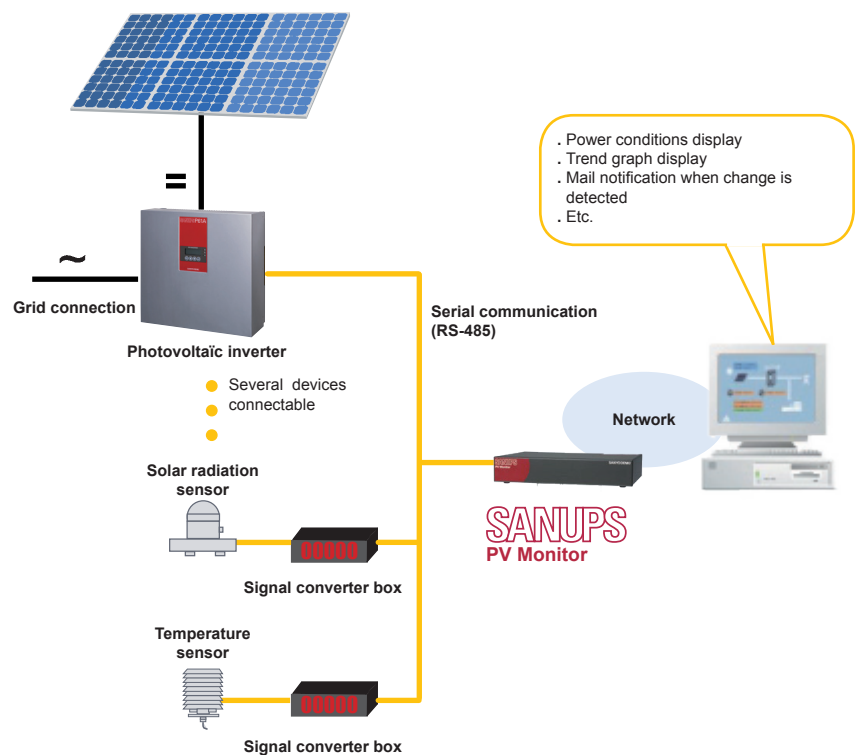 . Power conditions display
. Trend graph display
. Mail notification when change is
detected
. Etc.
=
~
Grid connection
Photovoltaïc inverter
Serial communication
(RS-485)
Several devices
connectable
Network
Solar radiation
sensor
Signal converter box
SANUPS
SANUPS
PV Monitor
Temperature
sensor
Signal converter box